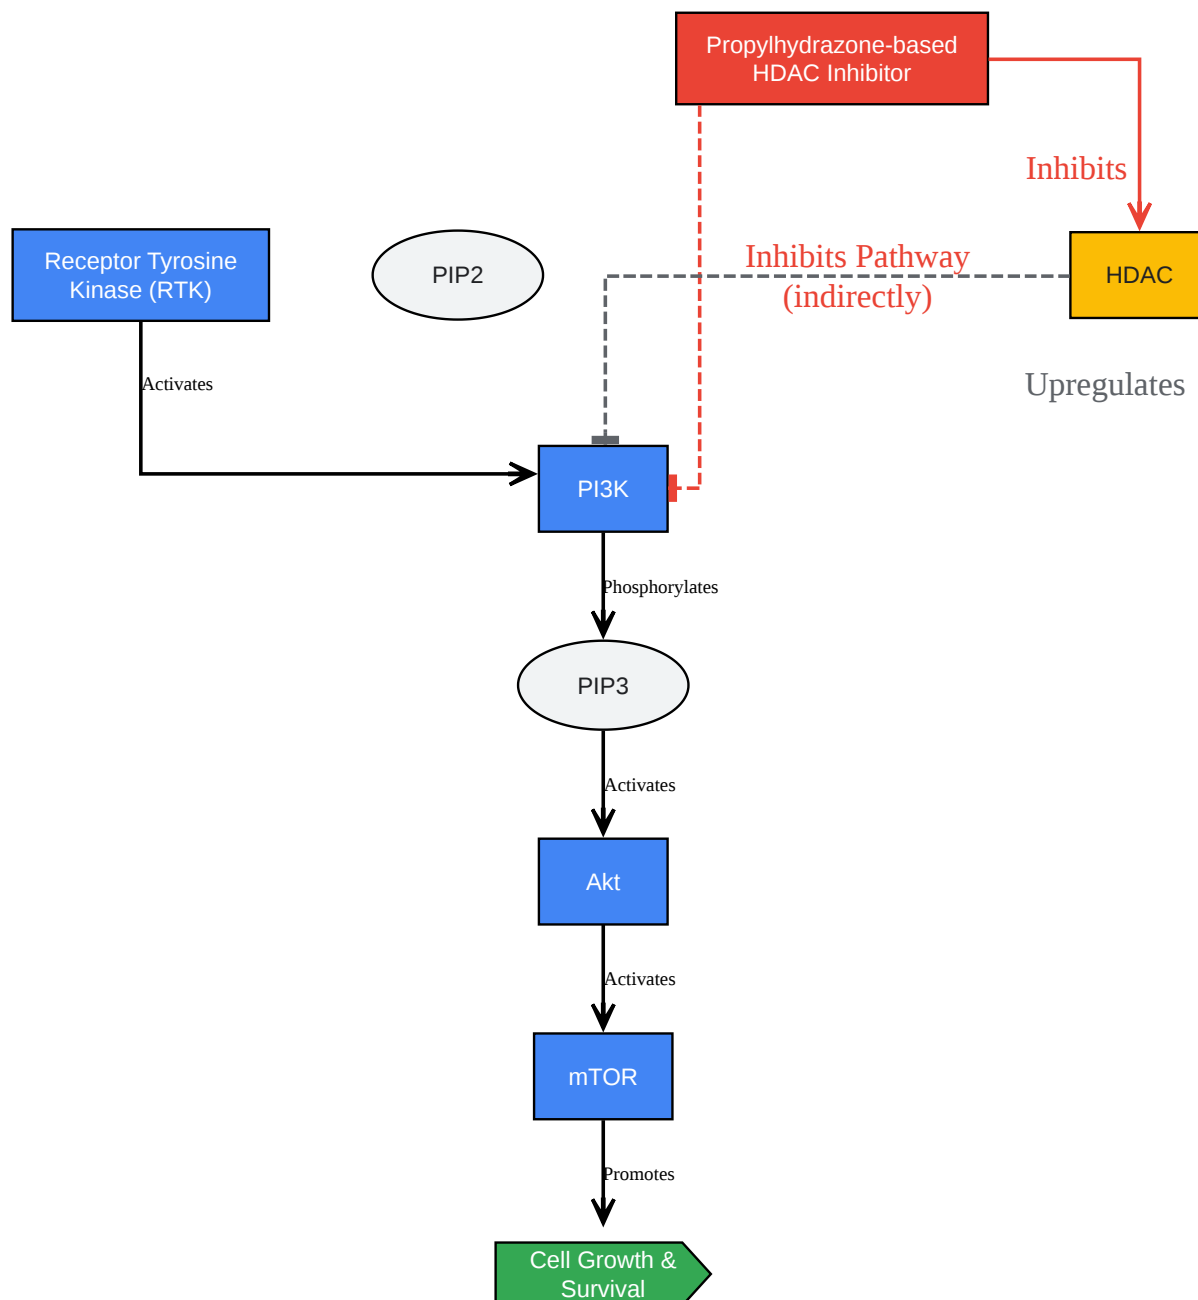 Propylhydrazone-based
HDAC Inhibitor
Inhibits
Receptor Tyrosine
Kinase (RTK)
PIP2
Inhibits Pathway
(indirectly)
HDAC
Activates
Upregulates
PI3K
Phosphorylates
PIP3
Activates
Akt
Activates
mTOR
Promotes
Cell Growth &
Survival